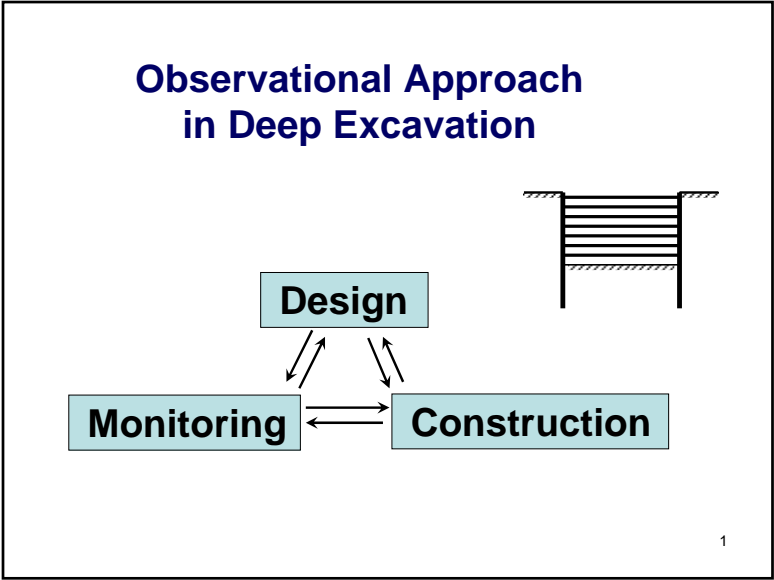 Observational Approach
in Deep Excavation
Design
Monitoring
Construction
1